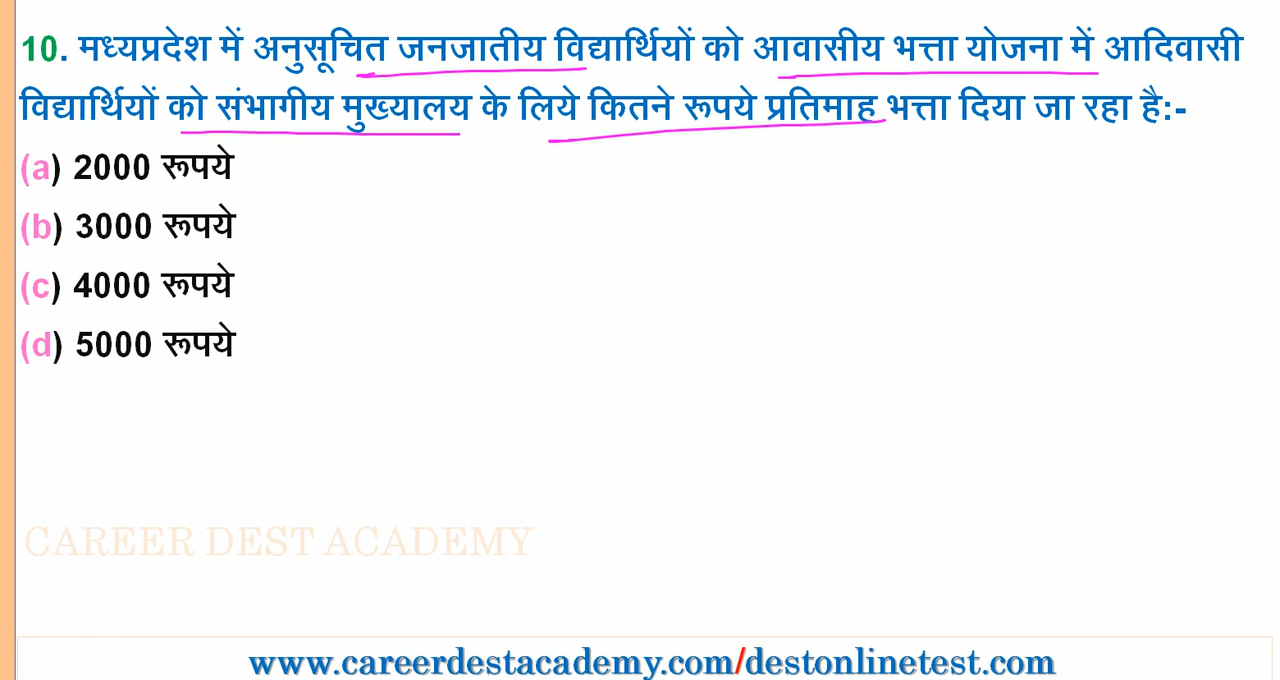 10. मध्यप्रदेश में अनुसूचित जनजातीय विद्यार्थियों को आवासीय भत्ता योजना में आदिवासी
विद्यार्थियों को संभागीय मुख्यालय के लिये कितने रूपये प्रतिमाह भत्ता दिया जा रहा है:-
(a) 2000 रूपये
(b) 3000 रूपये
(c) 4000 रूपये
(d) 5000 रूपये
CAREER DEST ACADEMY
www.careerdestacademy.com/destonlinetest.com